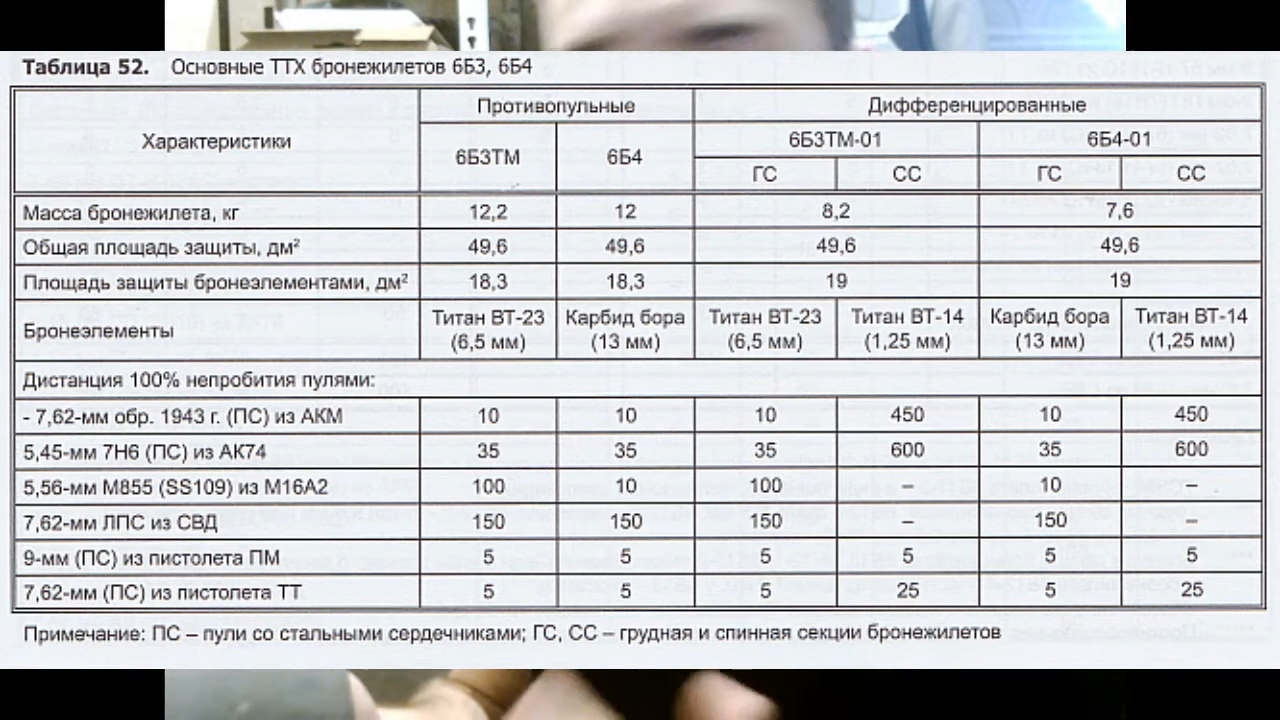 Таблица 52. Основные ТТХ бронежилетов 6Б3, 6Б4
Характеристики Противопульные Дифференцированные
6Б3ТМ 6Б4 6Б3ТМ-01 6Б4-01
ГС СС ГС СС
Масса бронежилета, кг 12,2 12 8,2 7,6
Общая площадь защиты, дм² 49,6 49,6 49,6 49,6
Площадь защиты бронеэлементами, дм² 18,3 18,3 19 19
Бронеэлементы Титан ВТ-23 (6,5 мм) Карбид бора (13 мм) Титан ВТ-23 (6,5 мм) Титан ВТ-14 (1,25 мм) Карбид бора (13 мм) Титан ВТ-14 (1,25 мм)
Дистанция 100% непробития пулями:
- 7,62-мм обр. 1943 г. (ПС) из АКМ 10 10 10 450 10 450
5,45-мм 7Н6 (ПС) из АК74 35 35 35 600 35 600
5,56-мм М855 (SS109) из М16А2 100 10 100 – 10 –
7,62-мм ЛПС из СВД 150 150 150 – 150 –
9-мм (ПС) из пистолета ПМ 5 5 5 5 5 5
7,62-мм (ПС) из пистолета ТТ 5 5 5 25 5 25
Примечание: ПС – пули со стальными сердечниками; ГС, СС – грудная и спинная секции бронежилетов